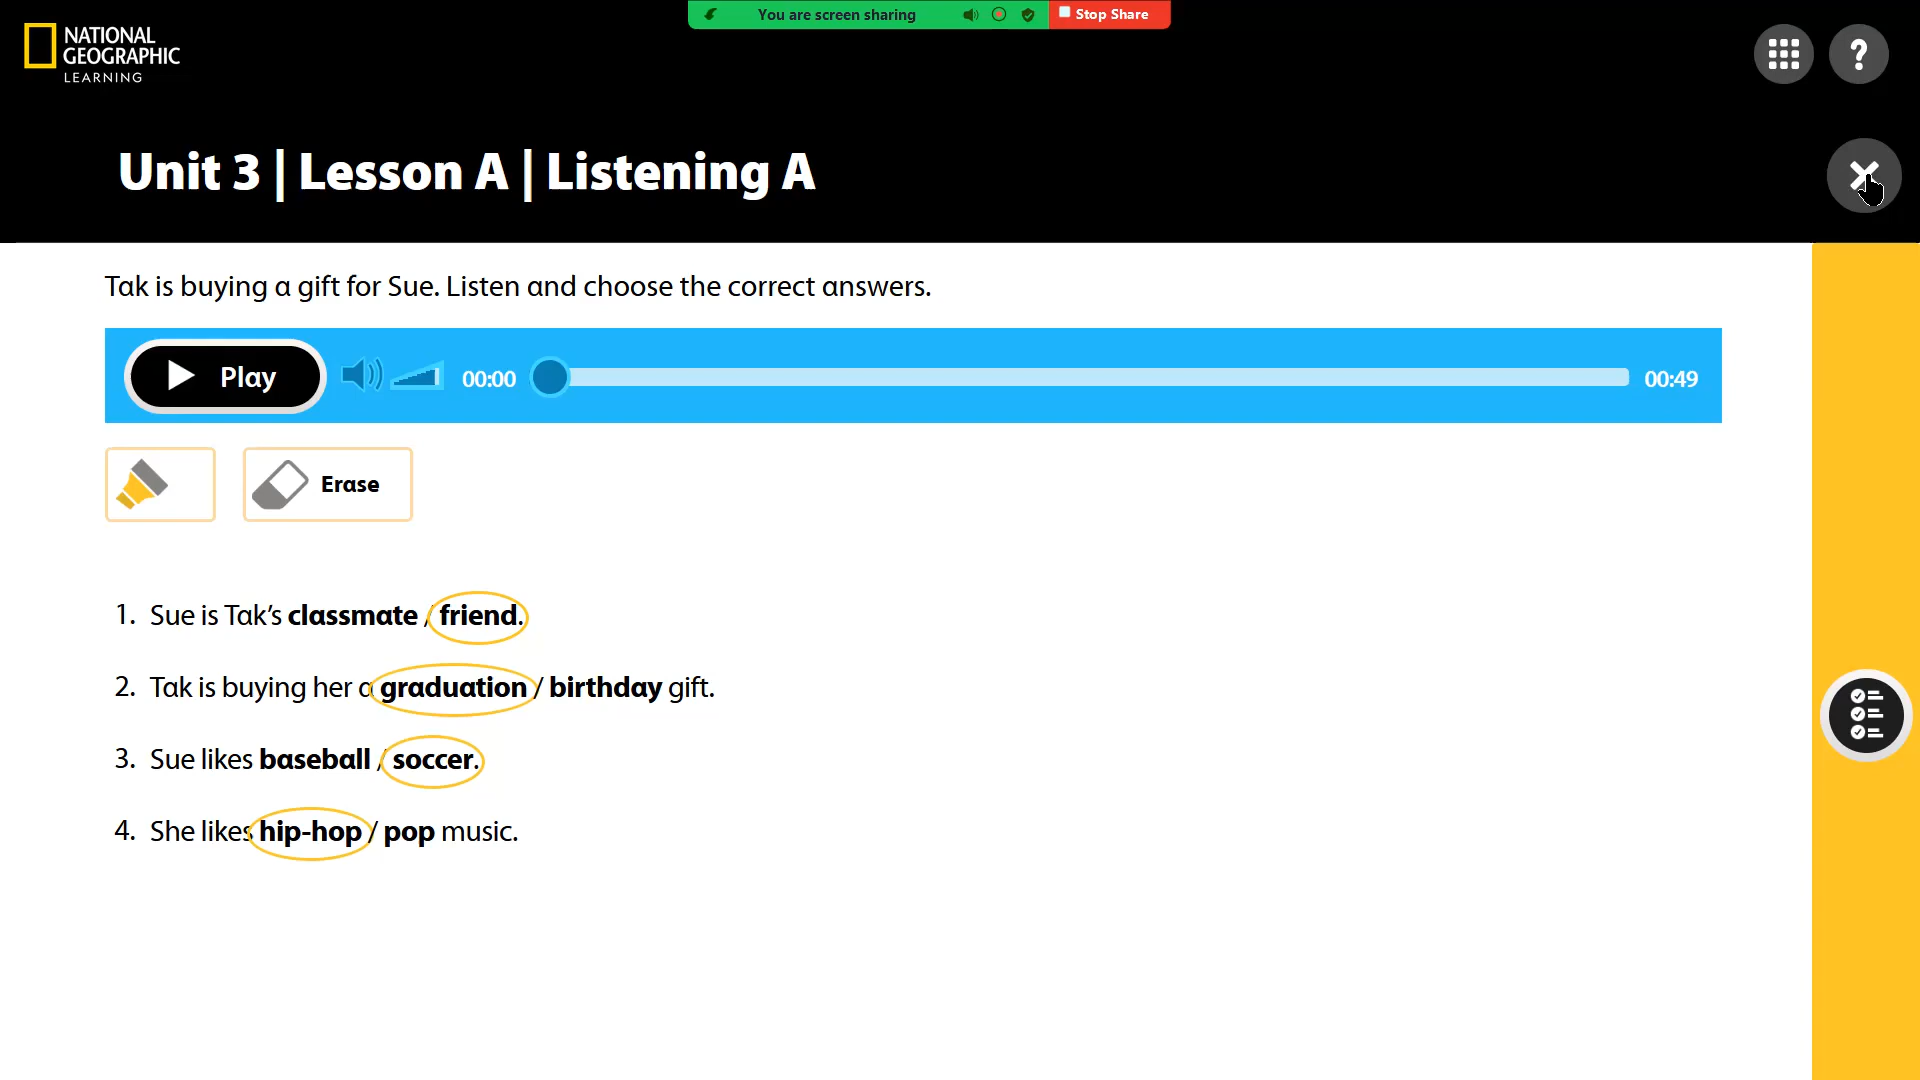 You are screen sharing
Stop Share
NATIONAL
GEOGRAPHIC
LEARNING
?
Unit 3 | Lesson A | Listening A
Tak is buying a gift for Sue. Listen and choose the correct answers.
Play 00:00 00:49
Erase
1. Sue is Tak’s classmate / friend.
2. Tak is buying her a graduation / birthday gift.
3. Sue likes baseball / soccer.
4. She likes hip-hop / pop music.